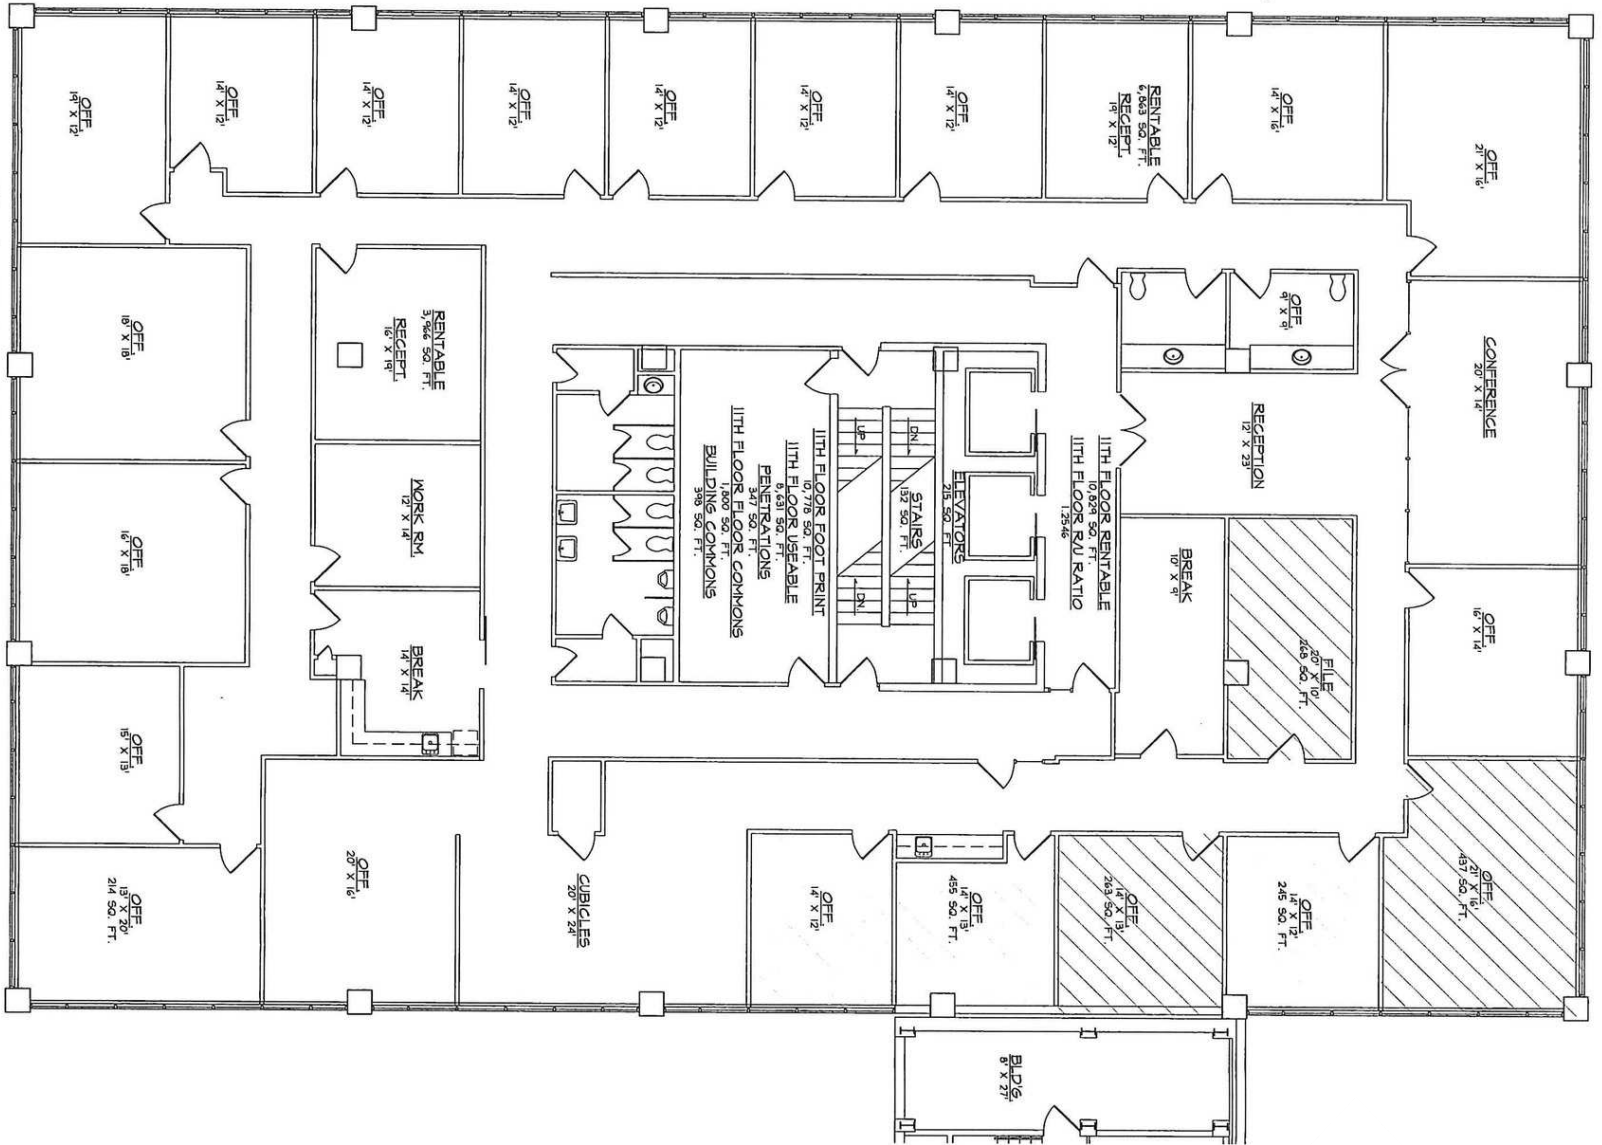 OFF.
19' X 12'
OFF.
14' X 12'
OFF.
14' X 12'
OFF.
14' X 12'
OFF.
14' X 12'
OFF.
14' X 12'
OFF.
14' X 12'
RENTABLE
6,863 SQ. FT.
RECEPT.
19' X 12'
OFF.
14' X 16'
OFF.
21' X 16'
OFF.
18' X 18'
RENTABLE
3,966 SQ. FT.
RECEPT.
16' X 19'
OFF
9' X 9'
CONFERENCE
20' X 14'
RECEPTION
12' X 23'
11TH FLOOR RENTABLE
10,829 SQ. FT.
11TH FLOOR R/U RATIO
1.2546
ELEVATORS
215 SQ. FT
STAIRS
132 SQ. FT.
UP
DN.
DN.
UP
11TH FLOOR FOOT PRINT
10,778 SQ. FT.
11TH FLOOR USEABLE
8,631 SQ. FT.
PENETRATIONS
347 SQ. FT.
11TH FLOOR FLOOR COMMONS
1,800 SQ. FT.
BUILDING COMMONS
398 SQ. FT.
WORK RM.
12' X 14'
OFF.
16' X 18'
BREAK
10' X 9'
FILE
20' X 10'
268 SQ. FT.
OFF.
16' X 14'
BREAK
14' X 14'
OFF.
15' X 13'
OFF.
13' X 20'
214 SQ. FT.
OFF.
20' X 16'
CUBICLES
20' X 24'
OFF.
14' X 12'
OFF.
14' X 13'
455 SQ. FT.
OFF.
14' X 13'
263 SQ. FT.
OFF.
14' X 12'
245 SQ. FT.
OFF.
21' X 16'
437 SQ. FT.
BLD'G.
8' X 27'